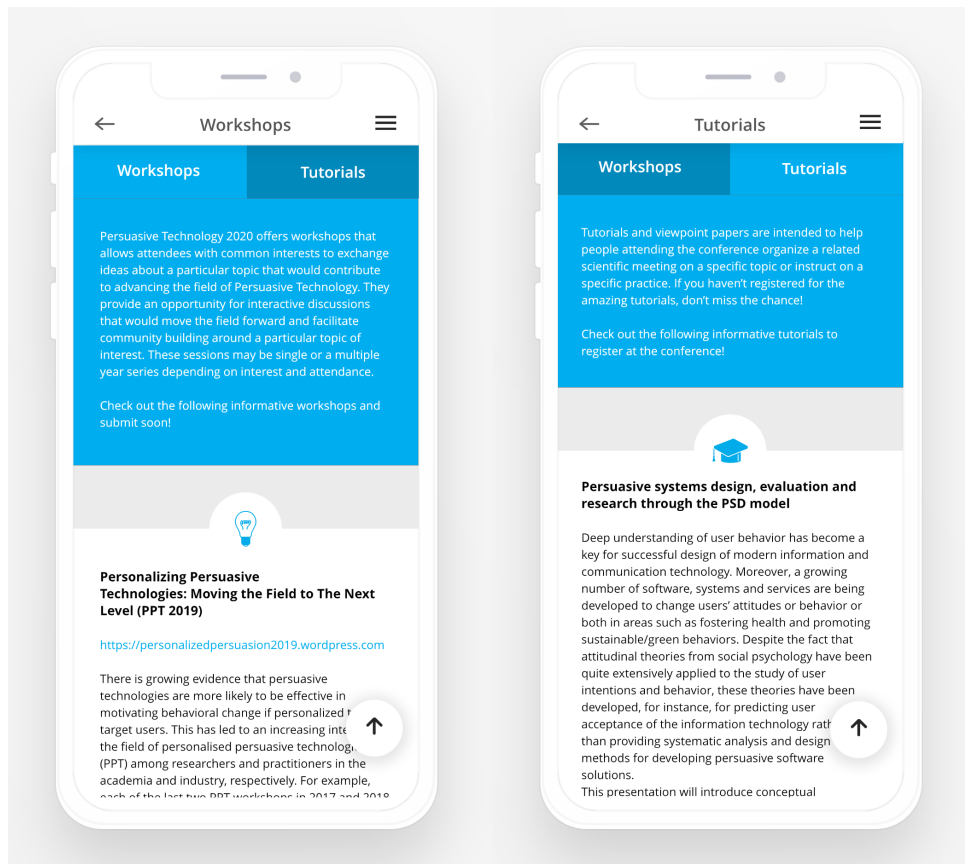 Workshops
Workshops
Tutorials
Persuasive Technology 2020 offers workshops that
allows attendees with common interests to exchange
ideas about a particular topic that would contribute
to advancing the field of Persuasive Technology. They
provide an opportunity for interactive discussions
that would move the field forward and facilitate
community building around a particular topic of
interest. These sessions may be single or a multiple
year series depending on interest and attendance.
Check out the following informative workshops and
submit soon!
Personalizing Persuasive
Technologies: Moving the Field to The Next
Level (PPT 2019)
https://personalizedpersuasion2019.wordpress.com
There is growing evidence that persuasive
technologies are more likely to be effective in
motivating behavioral change if personalized
target users. This has led to an increasing
the field of personalised persuasive
(PPT) among researchers and practitioners in the
academia and industry, respectively. For example,
each of the last two PPT workshops in 2017 and 2018
Tutorials
Workshops
Tutorials
Tutorials and viewpoint papers are intended to help
people attending the conference organize a related
scientific meeting on a specific topic or instruct on a
specific practice. If you haven't registered for the
amazing tutorials, don't miss the chance!
Check out the following informative tutorials to
register at the conference!
Persuasive systems design, evaluation and
research through the PSD model
Deep understanding of user behavior has become a
key for successful design of modern information and
communication technology. Moreover, a growing
number of software, systems and services are being
developed to change users' attitudes or behavior or
both in areas such as fostering health and promoting
sustainable/green behaviors. Despite the fact that
attitudinal theories from social psychology have been
quite extensively applied to the study of user
intentions and behavior, these theories have been
developed, for instance, for predicting user
acceptance of the information technology
than providing systematic analysis and design
methods for developing persuasive software
solutions.
This presentation will introduce conceptual